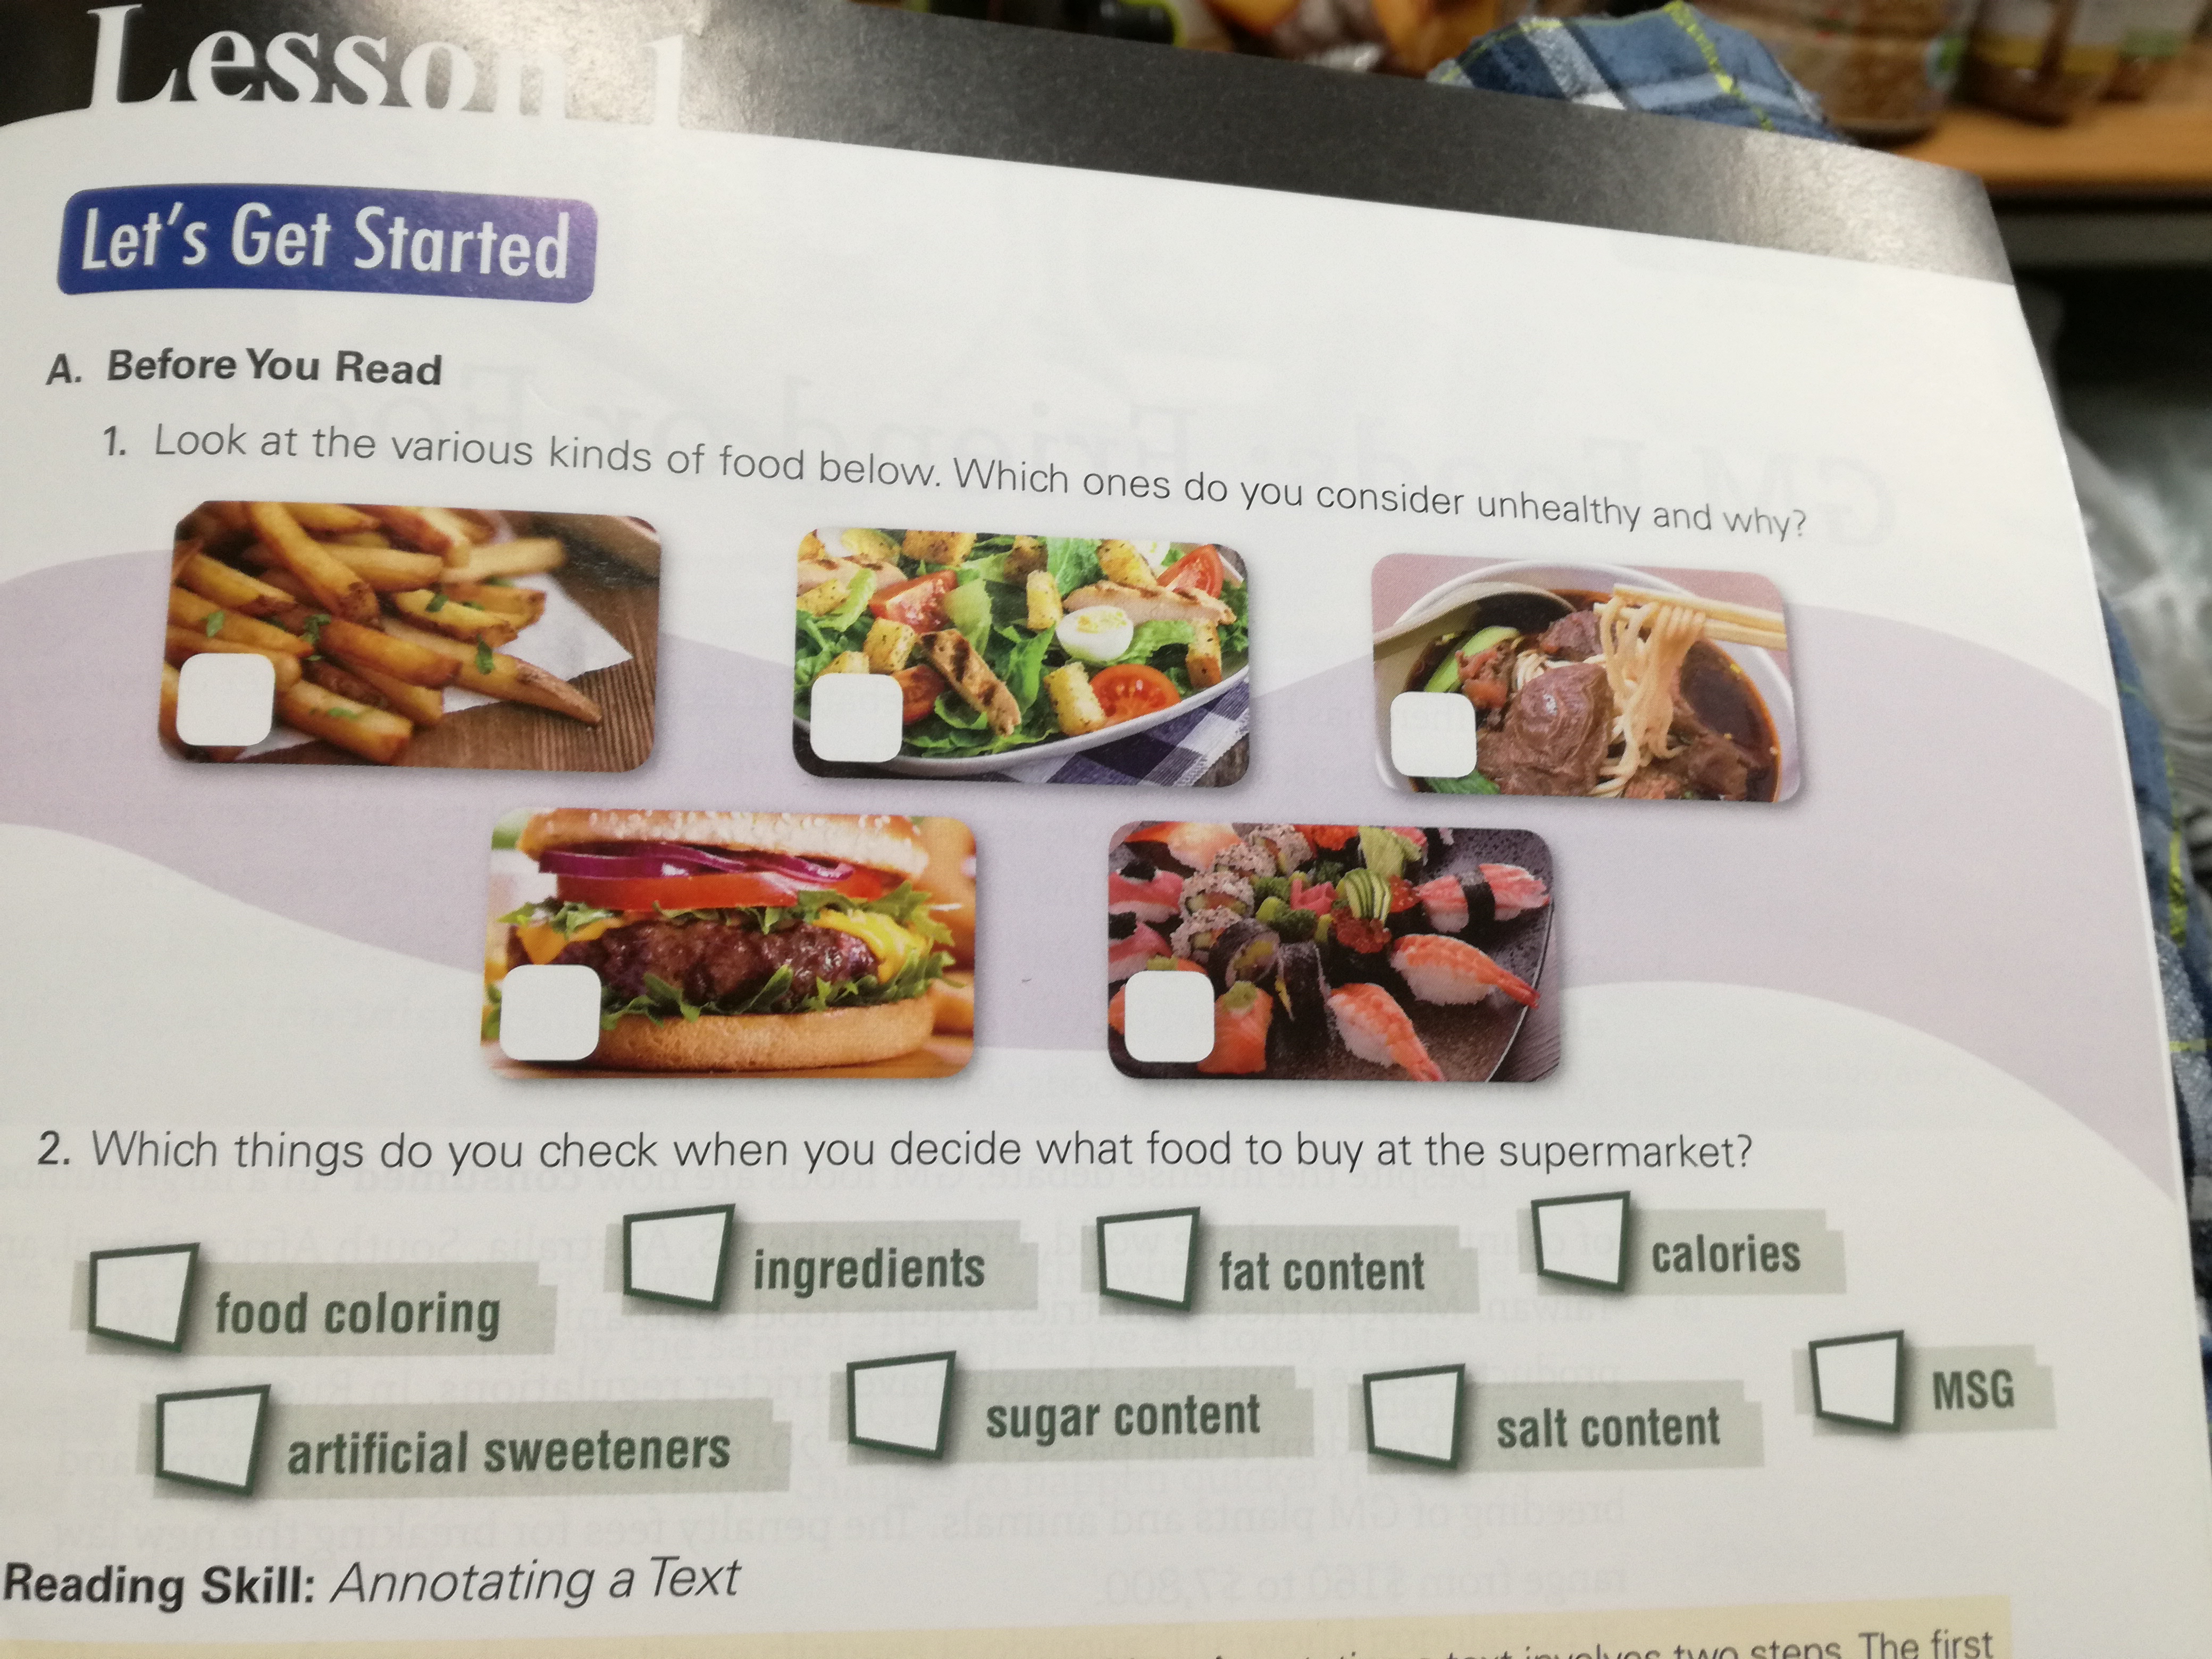 Lesson 1
Let's Get Started
A. Before You Read
1. Look at the various kinds of food below. Which ones do you consider unhealthy and why?
2. Which things do you check when you decide what food to buy at the supermarket?
food coloring
ingredients
fat content
calories
artificial sweeteners
sugar content
salt content
MSG
Reading Skill: Annotating a Text
text involves two steps. The first